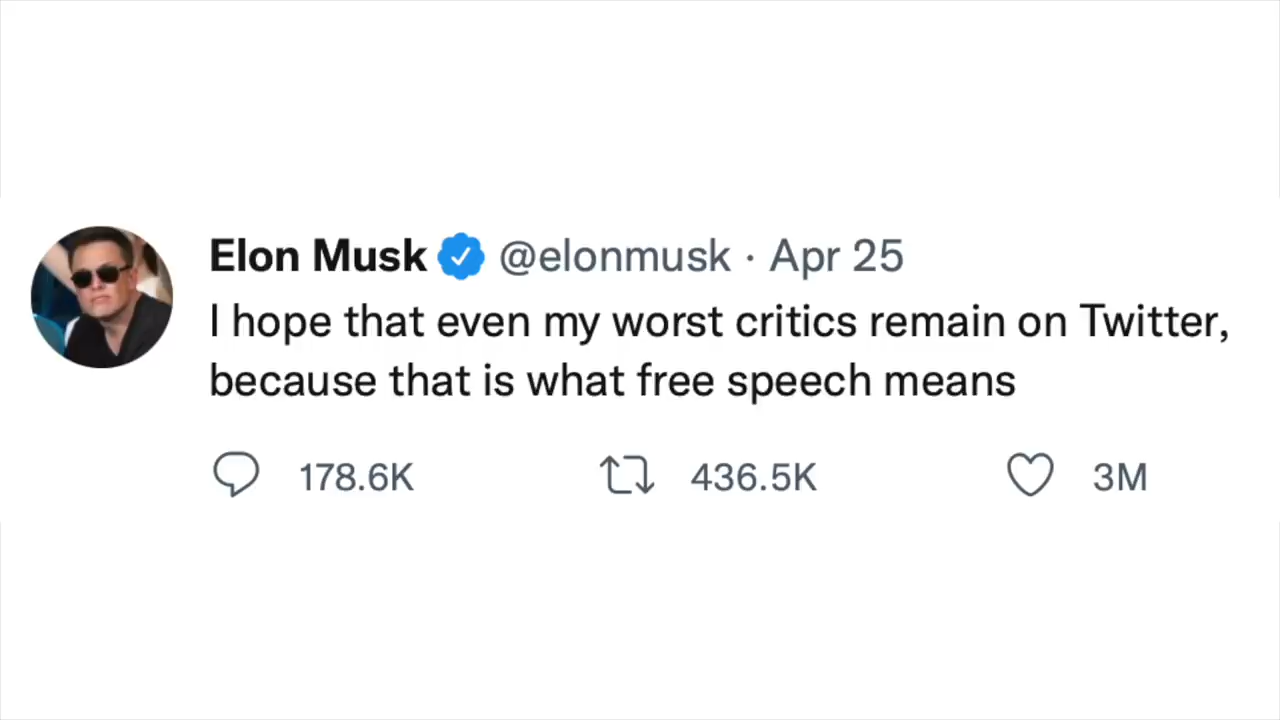 Elon Musk @elonmusk · Apr 25
I hope that even my worst critics remain on Twitter,
because that is what free speech means
178.6K 436.5K 3M